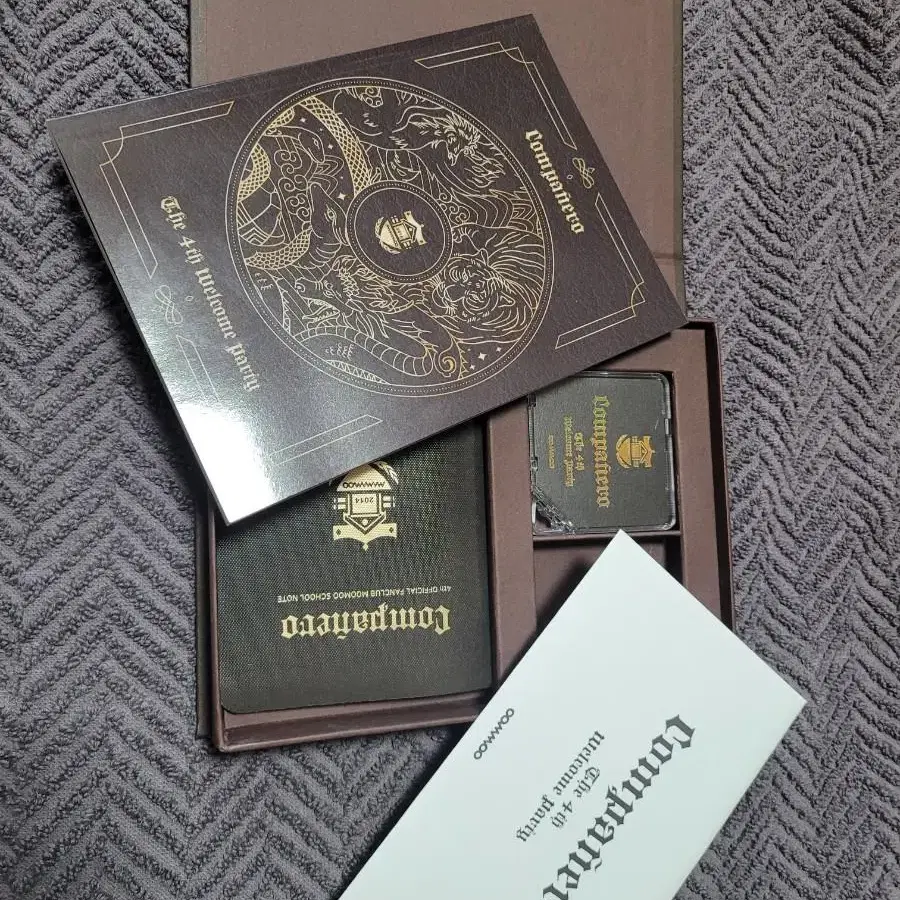 Compañero
The 4th Welcome Party
Compañero
The 4th
Welcome Party
Compañero
4th OFFICIAL FANCLUB MOOMOO SCHOOL NOTE
2014
MAMAMOO
Compañer
The 4th
Welcome Party
MAMAMOO